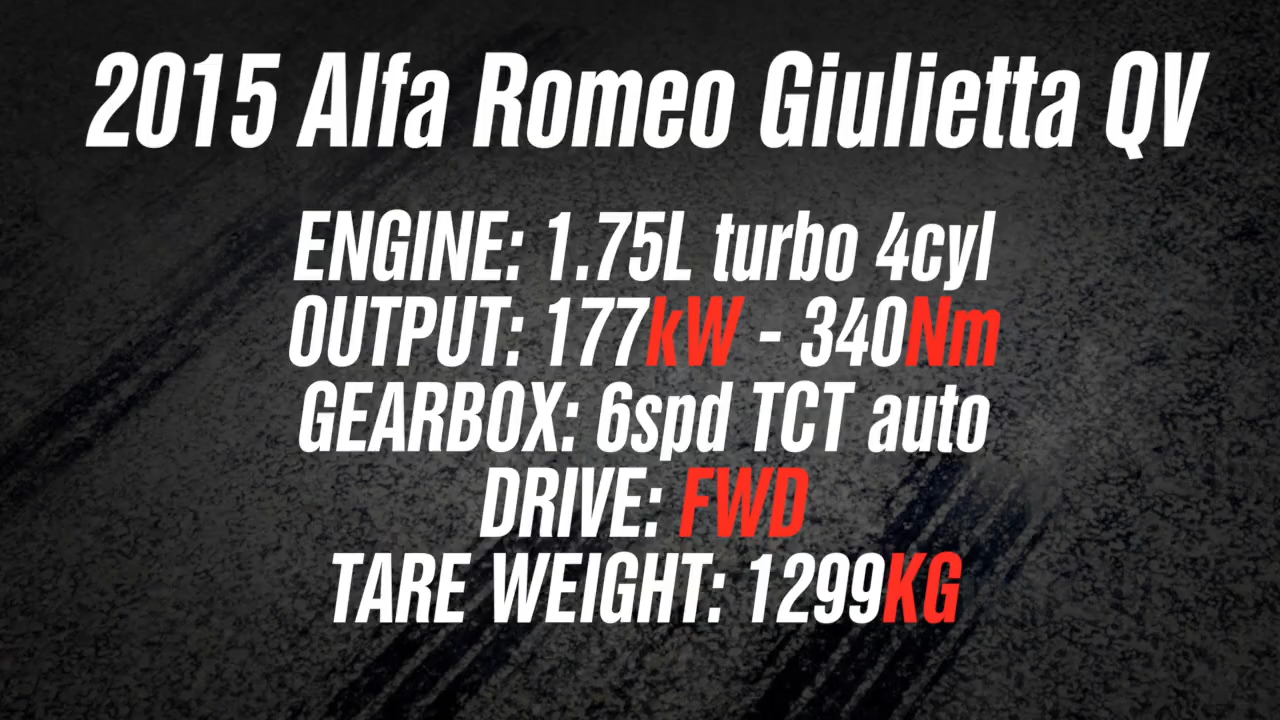 2015 Alfa Romeo Giulietta QV
ENGINE: 1.75L turbo 4cyl
OUTPUT: 177kW - 340Nm
GEARBOX: 6spd TCT auto
DRIVE: FWD
TARE WEIGHT: 1299KG